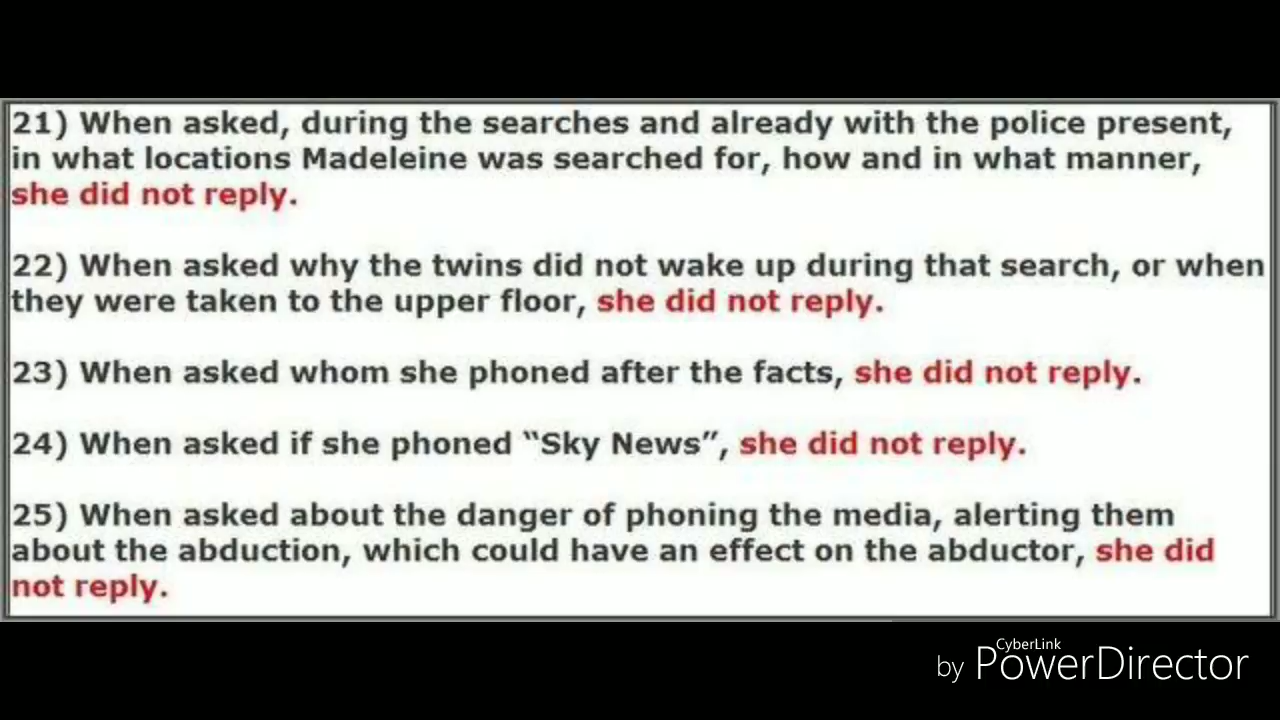 21) When asked, during the searches and already with the police present,
in what locations Madeleine was searched for, how and in what manner,
she did not reply.
22) When asked why the twins did not wake up during that search, or when
they were taken to the upper floor, she did not reply.
23) When asked whom she phoned after the facts, she did not reply.
24) When asked if she phoned “Sky News”, she did not reply.
25) When asked about the danger of phoning the media, alerting them
about the abduction, which could have an effect on the abductor, she did
not reply.
CyberLink
by PowerDirector